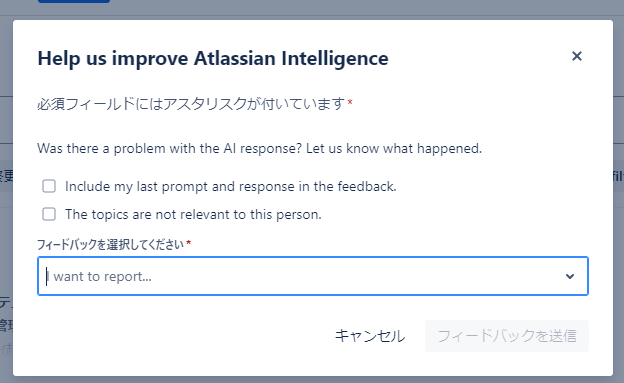 Help us improve Atlassian Intelligence
必須フィールドにはアスタリスクが付いています*
Was there a problem with the AI response? Let us know what happened.
Include my last prompt and response in the feedback.
The topics are not relevant to this person.
フィードバックを選択してください*
I want to report...
キャンセル
フィードバックを送信